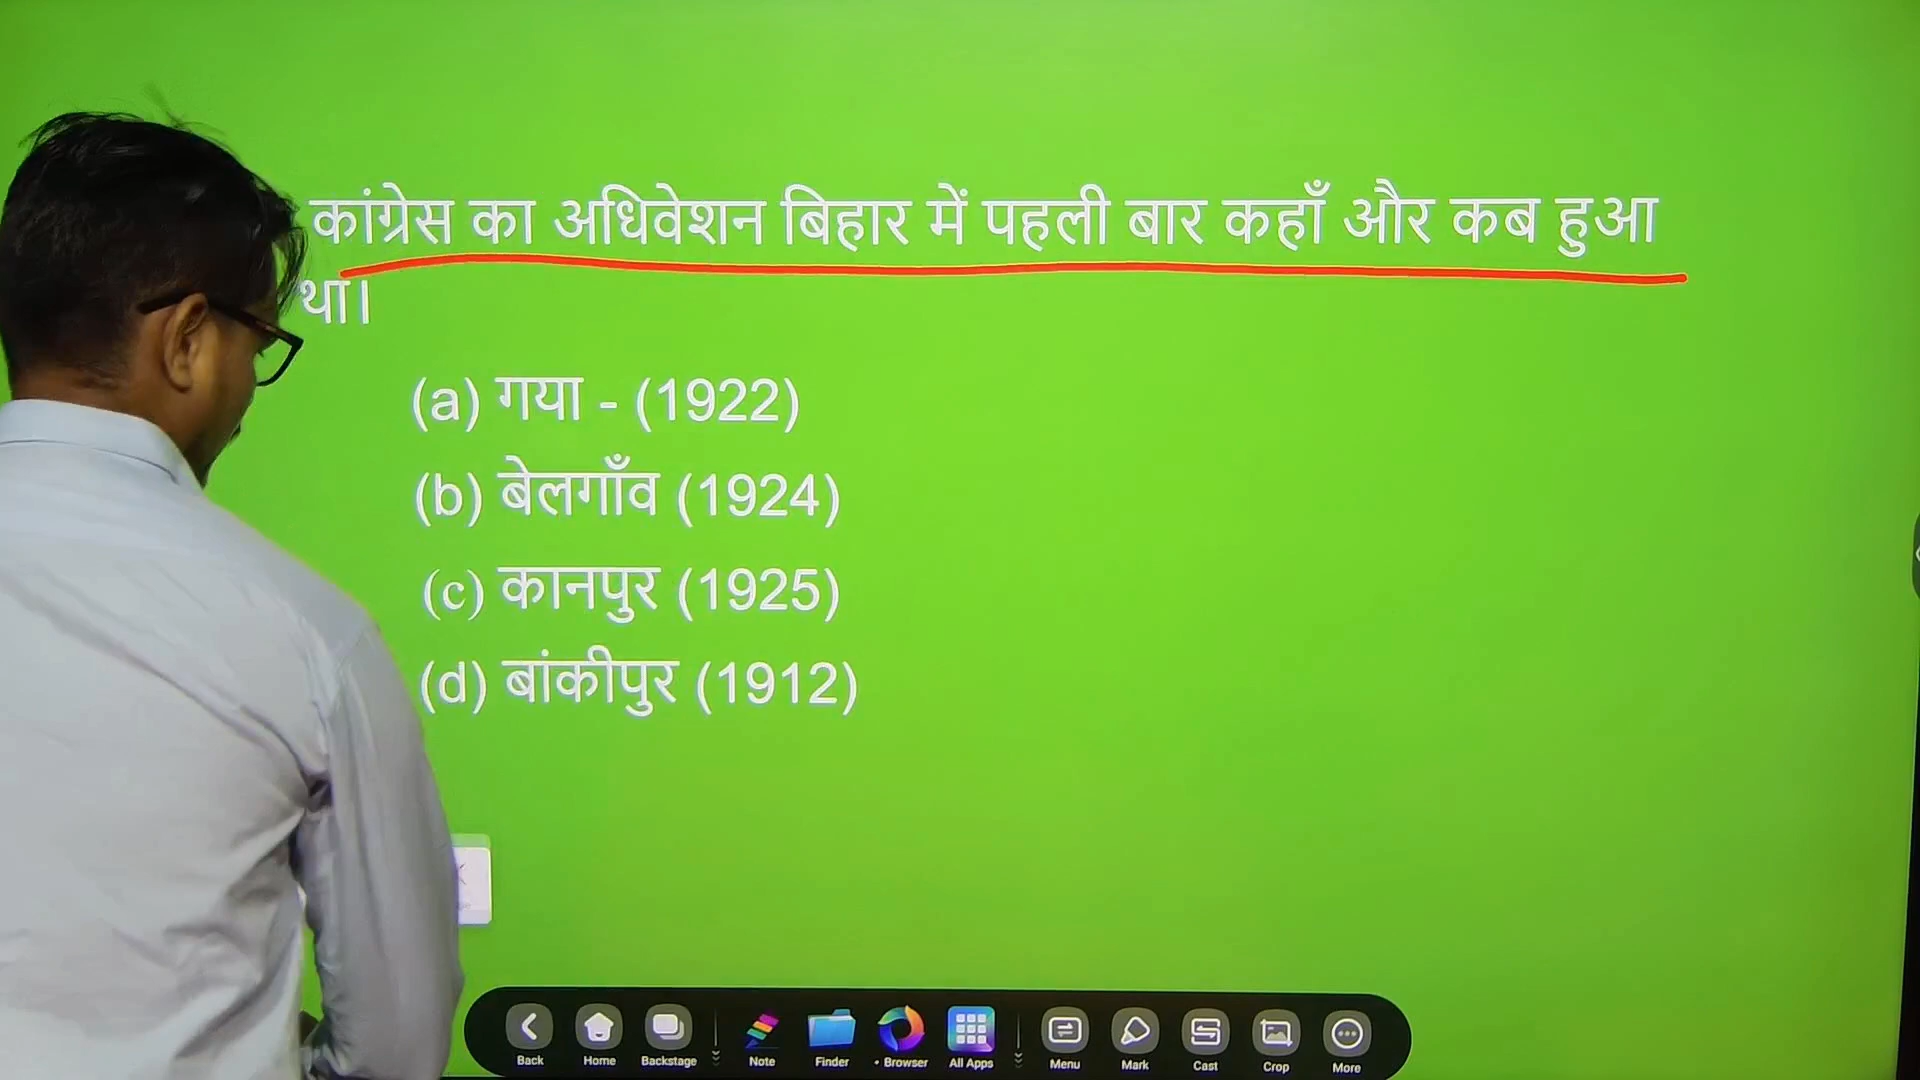 कांग्रेस का अधिवेशन बिहार में पहली बार कहाँ और कब हुआ
था।
(a) गया - (1922)
(b) बेलगाँव (1924)
(c) कानपुर (1925)
(d) बांकीपुर (1912)
Back Home Backstage Note Finder • Browser All Apps Menu Mark Cast Crop More